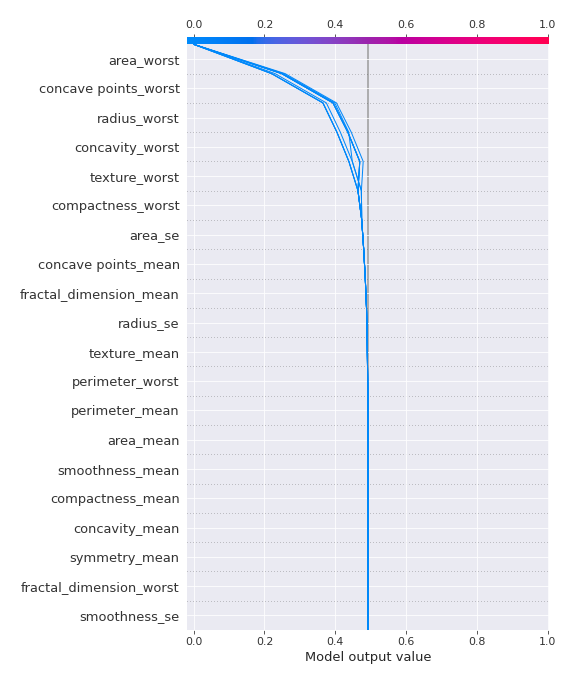 0.0 0.2 0.4 0.6 0.8 1.0
area_worst
concave points_worst
radius_worst
concavity_worst
texture_worst
compactness_worst
area_se
concave points_mean
fractal_dimension_mean
radius_se
texture_mean
perimeter_worst
perimeter_mean
area_mean
smoothness_mean
compactness_mean
concavity_mean
symmetry_mean
fractal_dimension_worst
smoothness_se
0.0 0.2 0.4 0.6 0.8 1.0
Model output value